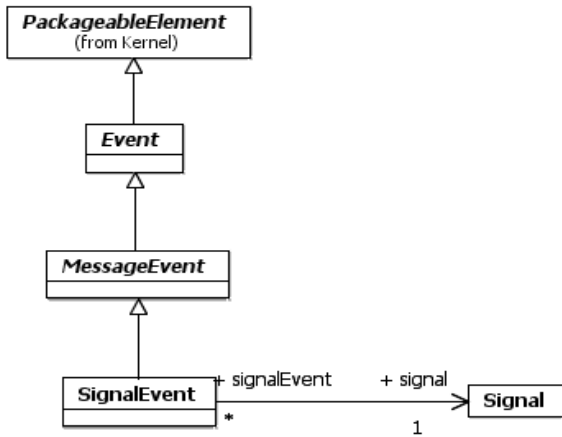 PackageableElement
(from Kernel)
Event
MessageEvent
+ signalEvent + signal
SignalEvent
Signal
* 1